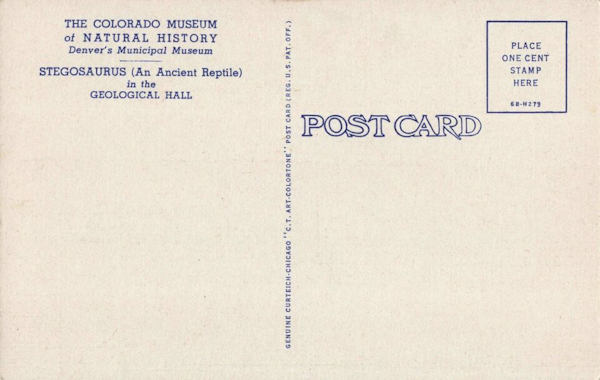 THE COLORADO MUSEUM
of NATURAL HISTORY
Denver's Municipal Museum
STEGOSAURUS (An Ancient Reptile)
in the
GEOLOGICAL HALL
GENUINE CURTEICH-CHICAGO "C.T. ART-COLORTONE" POST CARD (REG. U.S. PAT. OFF.)
POST CARD
PLACE
ONE CENT
STAMP
HERE
6B-H279